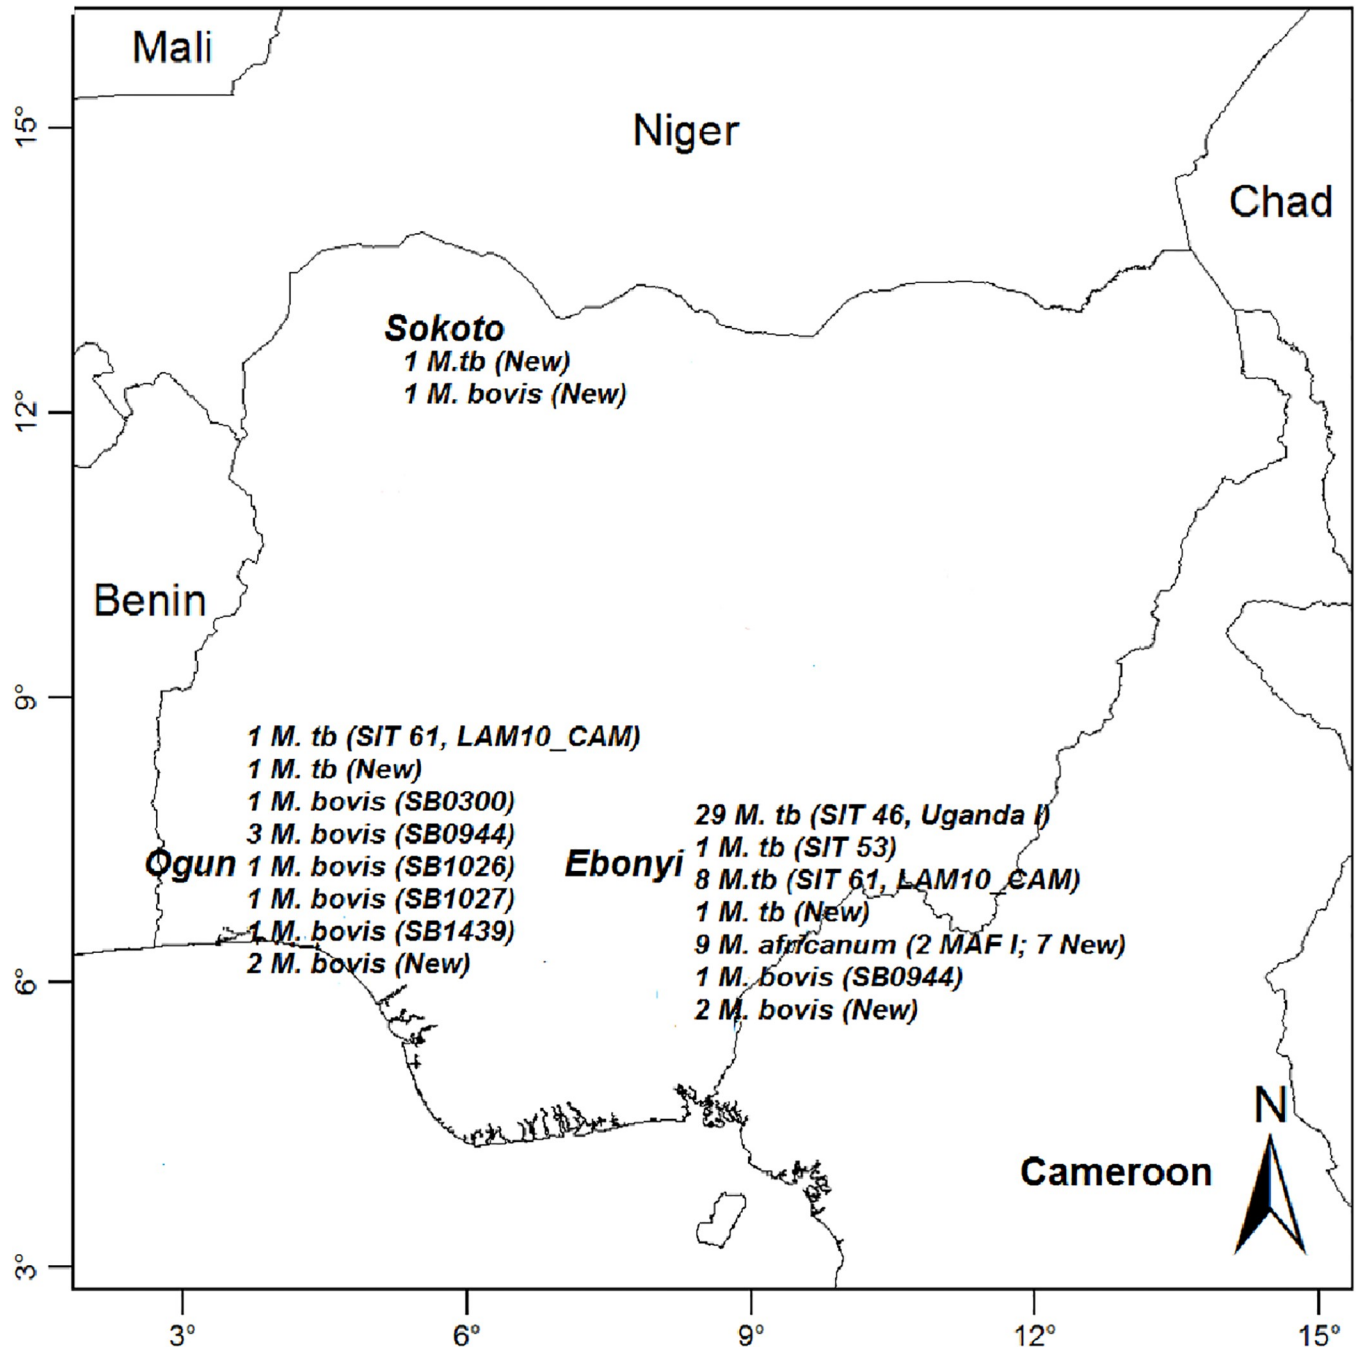 Mali
Niger
Chad
15°
Sokoto
1 M.tb (New)
1 M. bovis (New)
12°
Benin
9°
1 M. tb (SIT 61, LAM10_CAM)
1 M. tb (New)
1 M. bovis (SB0300)
3 M. bovis (SB0944)
Ogun 1 M. bovis (SB1026)
1 M. bovis (SB1027)
1 M. bovis (SB1439)
2 M. bovis (New)
29 M. tb (SIT 46, Uganda I)
1 M. tb (SIT 53)
Ebonyi 8 M.tb (SIT 61, LAM10_CAM)
1 M. tb (New)
9 M. africanum (2 MAF I; 7 New)
1 M. bovis (SB0944)
2 M. bovis (New)
6°
N
Cameroon
3°
3° 6° 9° 12° 15°